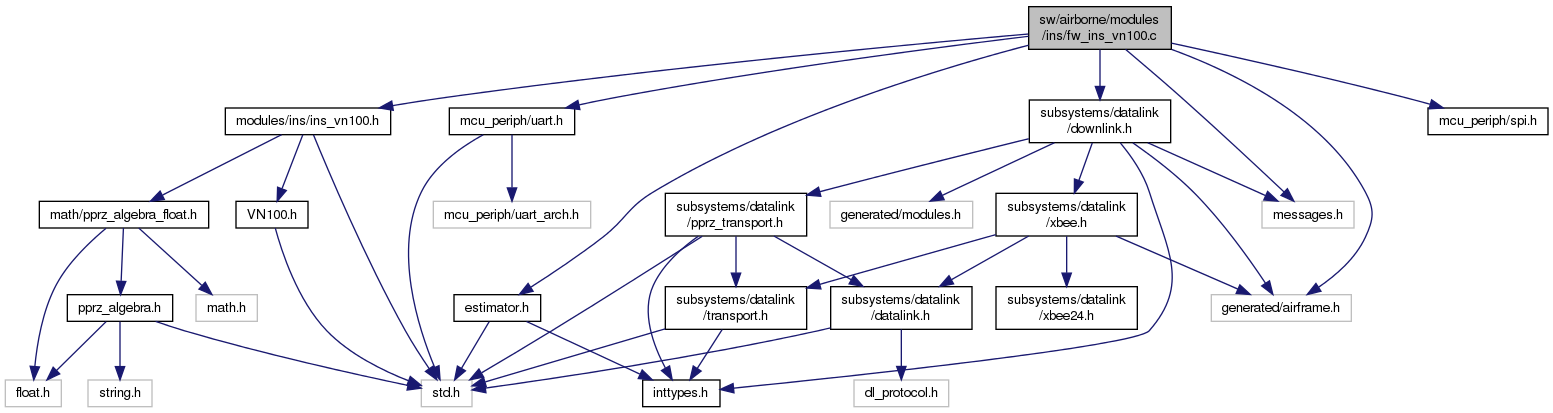 sw/airborne/modules
/ins/fw_ins_vn100.c
modules/ins/ins_vn100.h
mcu_periph/uart.h
subsystems/datalink
/downlink.h
mcu_periph/spi.h
math/pprz_algebra_float.h
VN100.h
mcu_periph/uart_arch.h
subsystems/datalink
/pprz_transport.h
generated/modules.h
subsystems/datalink
/xbee.h
messages.h
pprz_algebra.h
math.h
estimator.h
subsystems/datalink
/transport.h
subsystems/datalink
/datalink.h
subsystems/datalink
/xbee24.h
generated/airframe.h
float.h
string.h
std.h
inttypes.h
dl_protocol.h